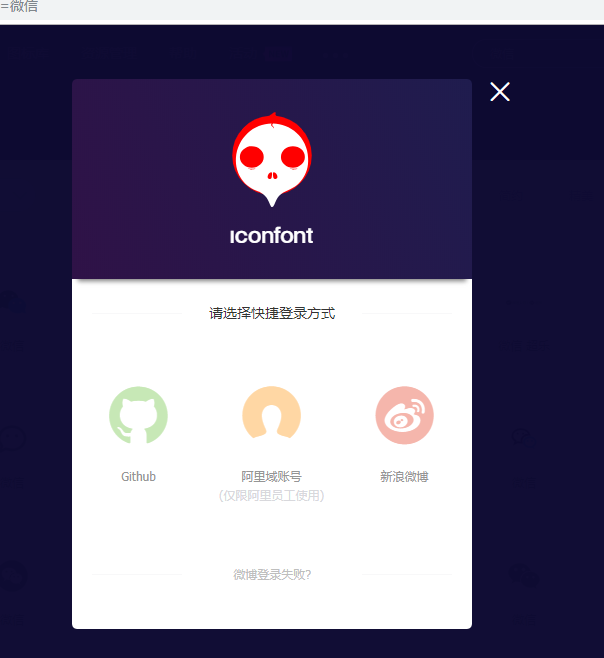 =微信
iconfont
请选择快捷登录方式
Github
阿里域账号
(仅限阿里员工使用)
新浪微博
微博登录失败?